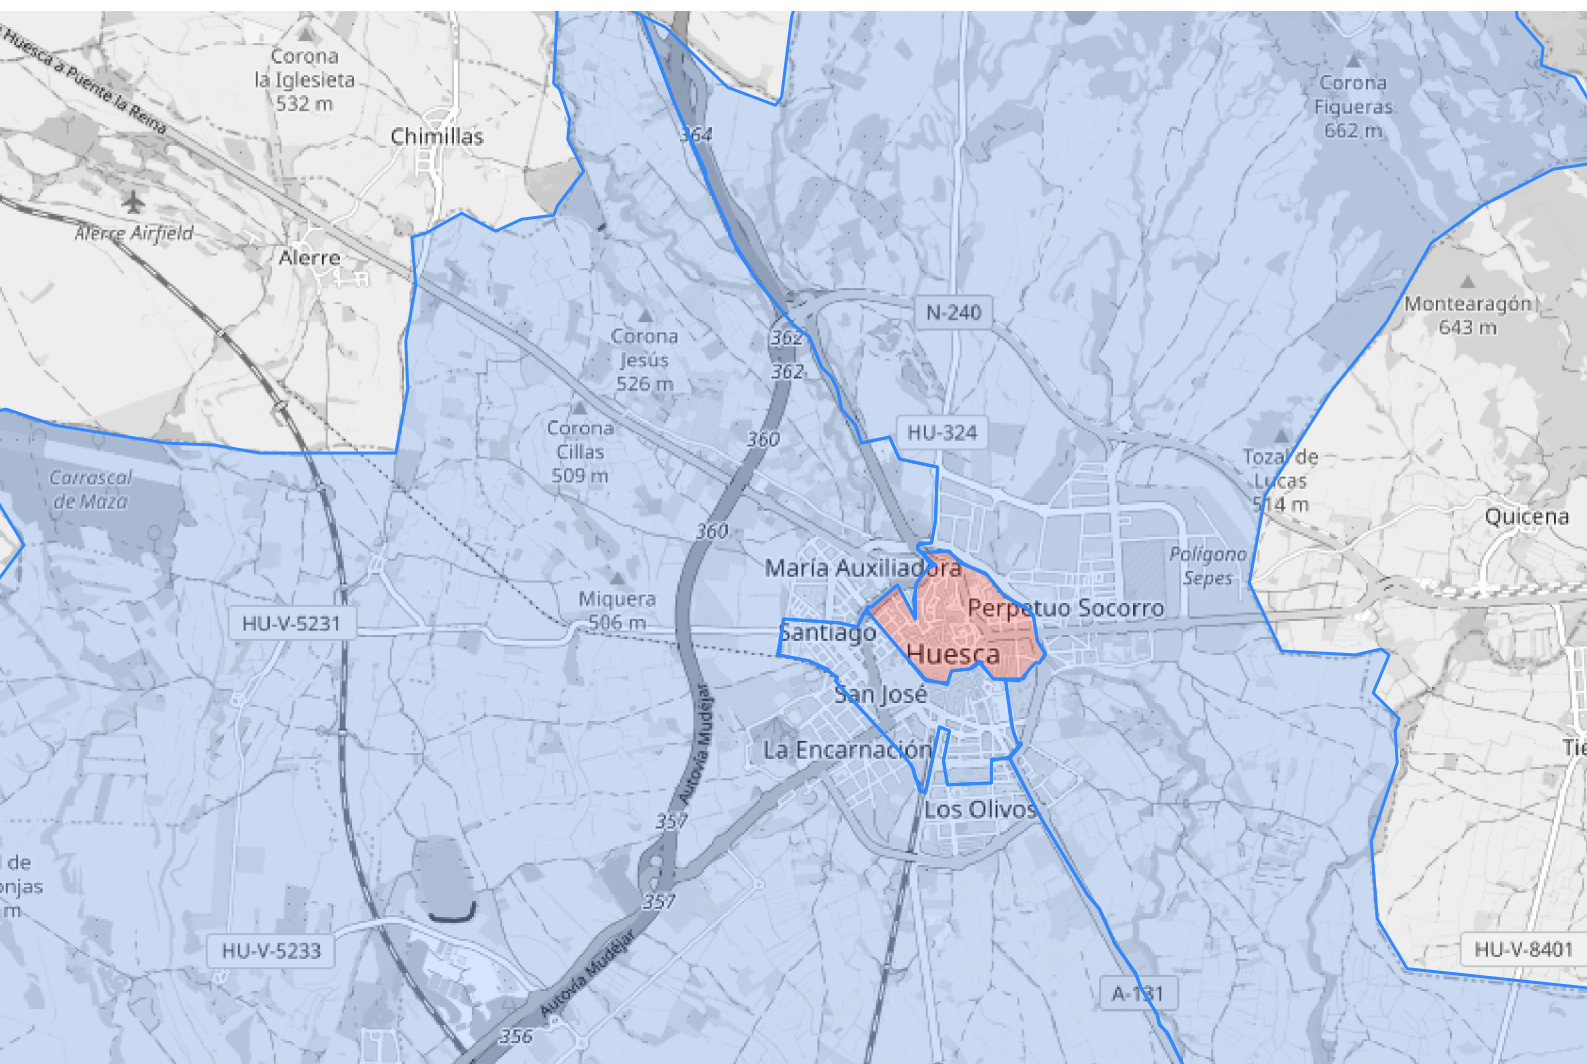 Huesca a Puente la Reina
Corona
la Iglesieta
532 m
Chimillas
Alerre Airfield
Alerre
364
Corona
Figueras
662 m
Montearagón
643 m
N-240
362
362
Corona
Jesús
526 m
HU-324
360
Corona
Cillas
509 m
Carrascal
de Maza
Tozal de
Lucas
514 m
Quicena
360
Polígono
Sepes
María Auxiliadora
Miquera
506 m
Perpetuo Socorro
HU-V-5231
Santiago
Huesca
San José
Autovía Mudéjar
La Encarnación
Tie
Los Olivos
357
de
onjas
m
357
HU-V-5233
Autovía Mudéjar
HU-V-8401
A-131
356